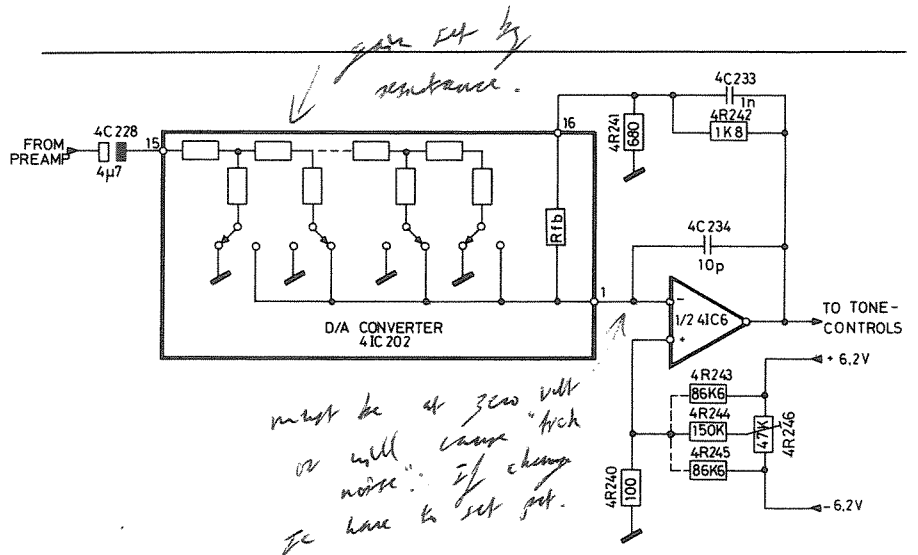 gain set by
resistance.
4C233
1n
4R242
1K8
4R241
680
16
FROM
PREAMP
4C228
4µ7
15
Rfb
4C234
10p
1
D/A CONVERTER
4IC202
-
1/2 4IC6
+
TO TONE-
CONTROLS
+ 6,2V
4R243
86K6
4R244
150K
47K
4R246
4R245
86K6
4R240
100
- 6,2V
must be at zero volt
or will cause
noise". If change
Ic have to set pot.